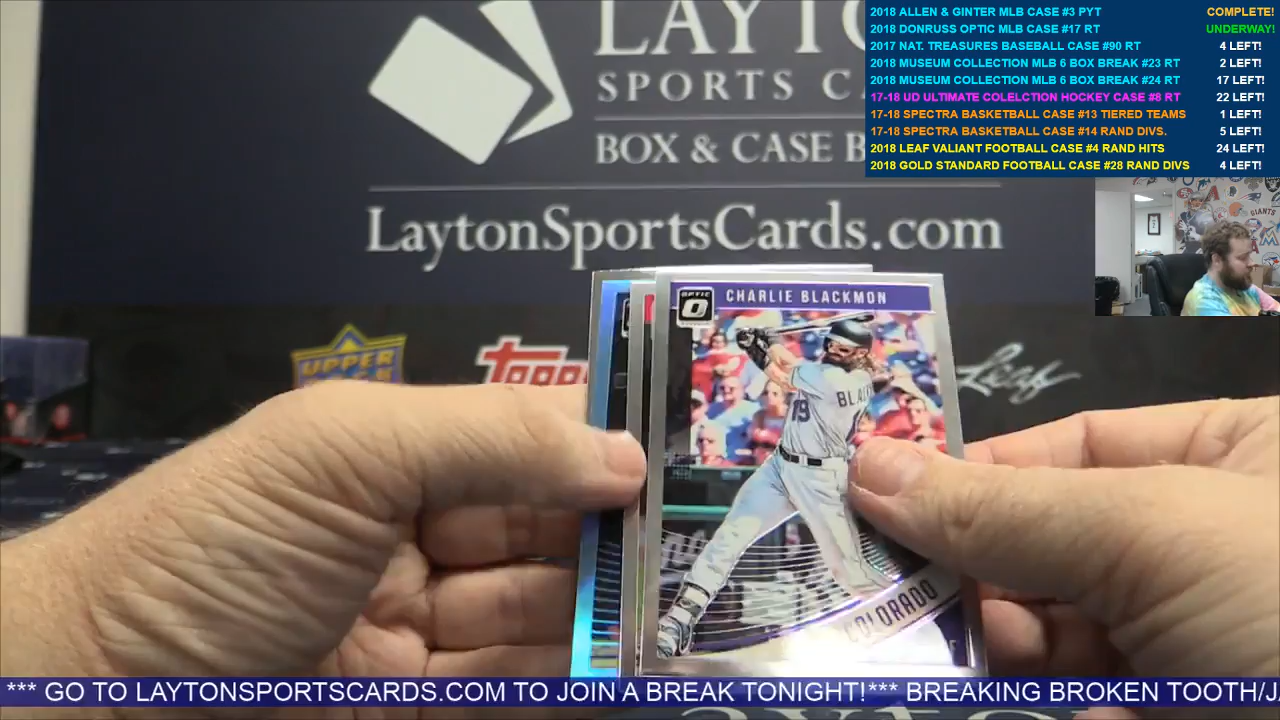 2018 ALLEN & GINTER MLB CASE #3 PYT COMPLETE!
2018 DONRUSS OPTIC MLB CASE #17 RT UNDERWAY!
2017 NAT. TREASURES BASEBALL CASE #90 RT 4 LEFT!
2018 MUSEUM COLLECTION MLB 6 BOX BREAK #23 RT 2 LEFT!
2018 MUSEUM COLLECTION MLB 6 BOX BREAK #24 RT 17 LEFT!
17-18 UD ULTIMATE COLELCTION HOCKEY CASE #8 RT 22 LEFT!
17-18 SPECTRA BASKETBALL CASE #13 TIERED TEAMS 1 LEFT!
17-18 SPECTRA BASKETBALL CASE #14 RAND DIVS. 5 LEFT!
2018 LEAF VALIANT FOOTBALL CASE #4 RAND HITS 24 LEFT!
2018 GOLD STANDARD FOOTBALL CASE #28 RAND DIVS 4 LEFT!
LAYTO
SPORTS CA
BOX & CASE B
LaytonSportsCards.com
GIANTS
OPTIC
CHARLIE BLACKMON
UPPER
Topps
Leaf
BLA
19
COLORADO
*** GO TO LAYTONSPORTSCARDS.COM TO JOIN A BREAK TONIGHT!*** BREAKING BROKEN TOOTH/J